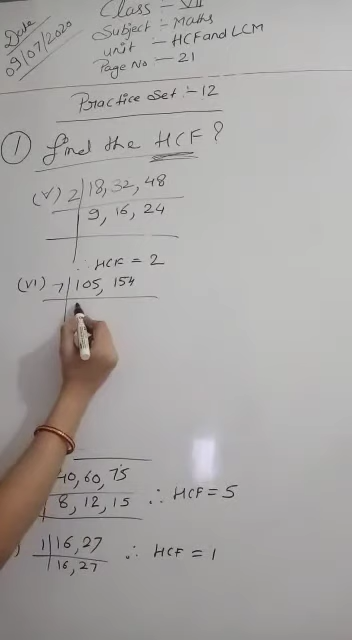 Date
09/07/2020
Class :- VII
Subject :- Maths
unit :- HCF and LCM
Page No :- 21
Practice Set :- 12
1 find the HCF ?
(V) 2 | 18, 32, 48
9, 16, 24
∴ HCF = 2
(VI) 7 | 105, 154
40, 60, 75
8, 12, 15 ∴ HCF = 5
1 | 16, 27 ∴ HCF = 1
16, 27